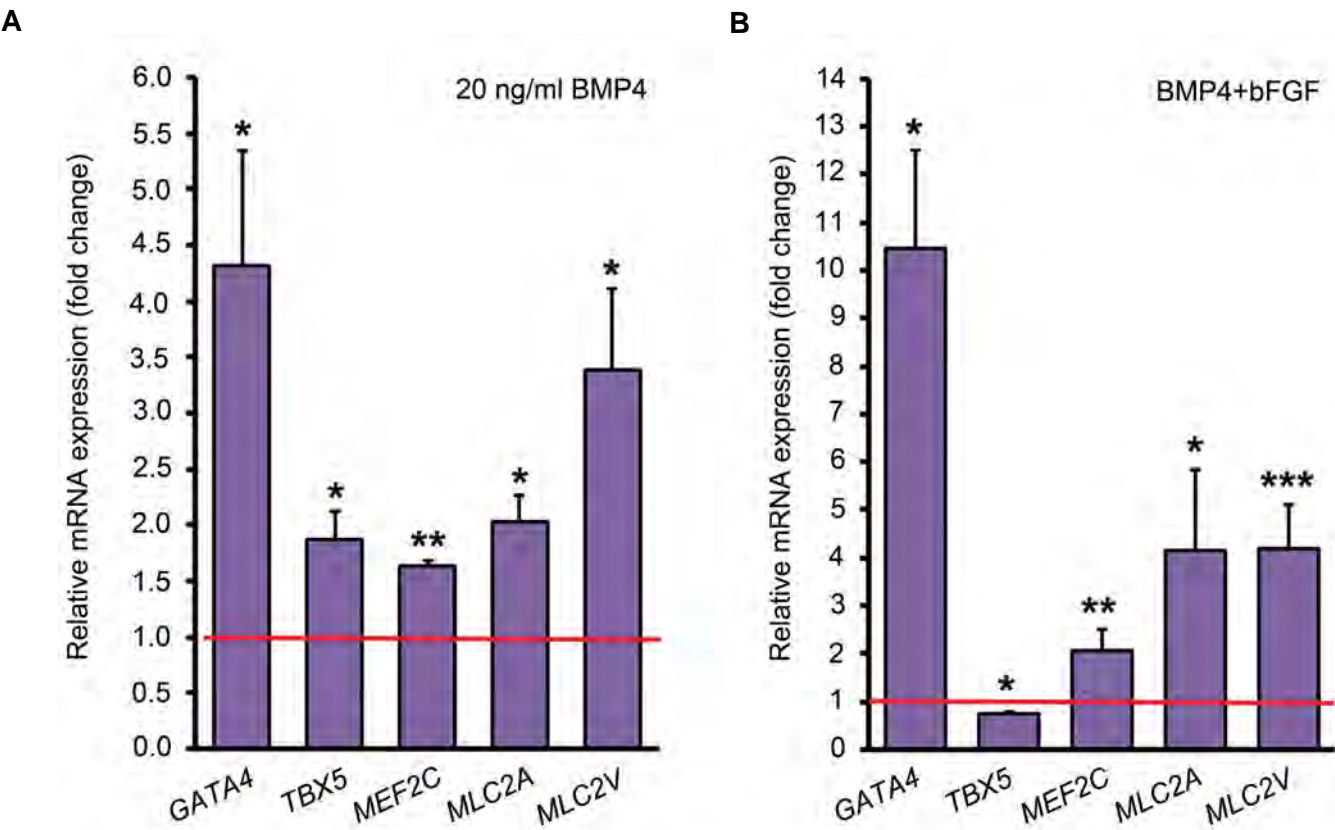 A
20 ng/ml BMP4
Relative mRNA expression (fold change)
6.0
5.5
5.0
4.5
4.0
3.5
3.0
2.5
2.0
1.5
1.0
0.5
0.0
*
*
**
*
*
GATA4
TBX5
MEF2C
MLC2A
MLC2V
B
BMP4+bFGF
Relative mRNA expression (fold change)
14
13
12
11
10
9
8
7
6
5
4
3
2
1
0
*
*
**
*
***
GATA4
TBX5
MEF2C
MLC2A
MLC2V